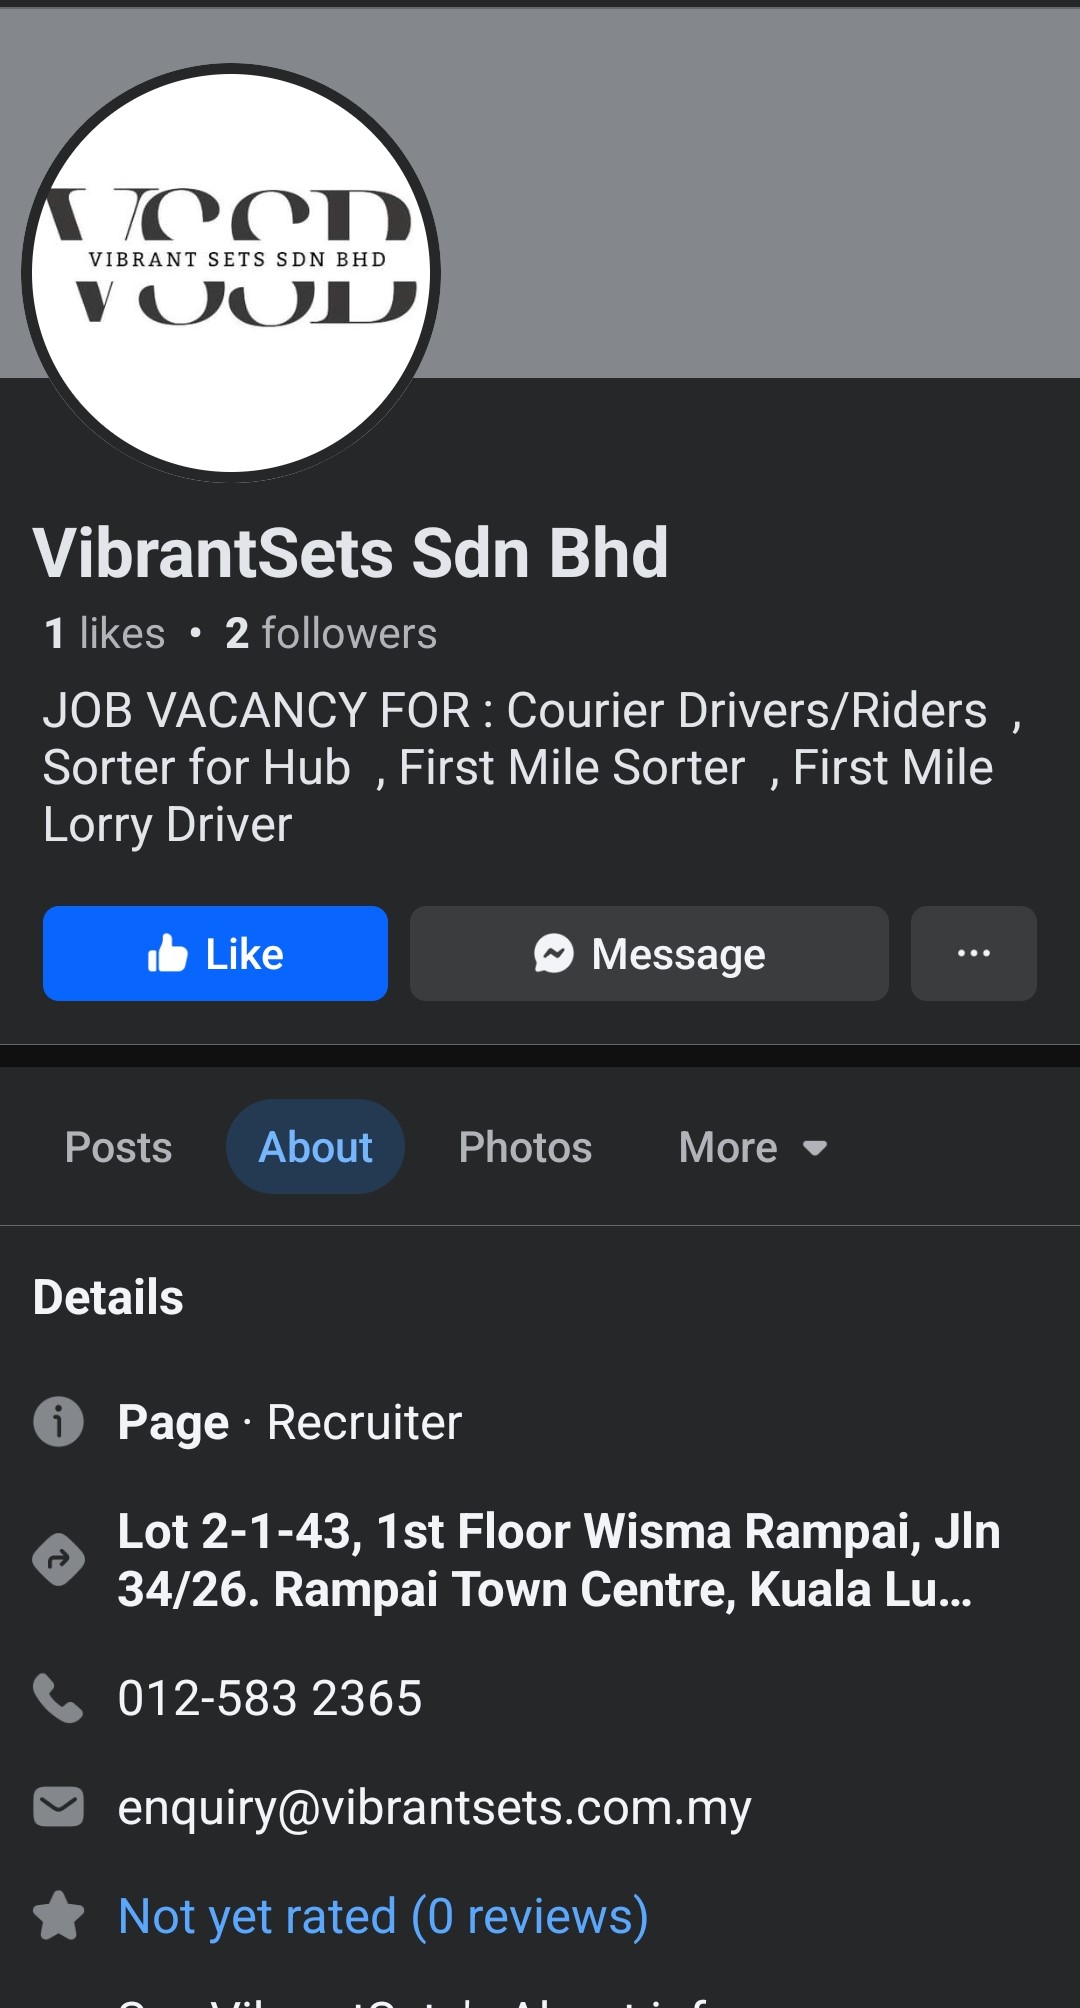 VSSD
VIBRANT SETS SDN BHD
VibrantSets Sdn Bhd
1 likes • 2 followers
JOB VACANCY FOR : Courier Drivers/Riders ,
Sorter for Hub , First Mile Sorter , First Mile
Lorry Driver
Like
Message
...
Posts
About
Photos
More
Details
Page · Recruiter
Lot 2-1-43, 1st Floor Wisma Rampai, Jln
34/26. Rampai Town Centre, Kuala Lu...
012-583 2365
enquiry@vibrantsets.com.my
Not yet rated (0 reviews)